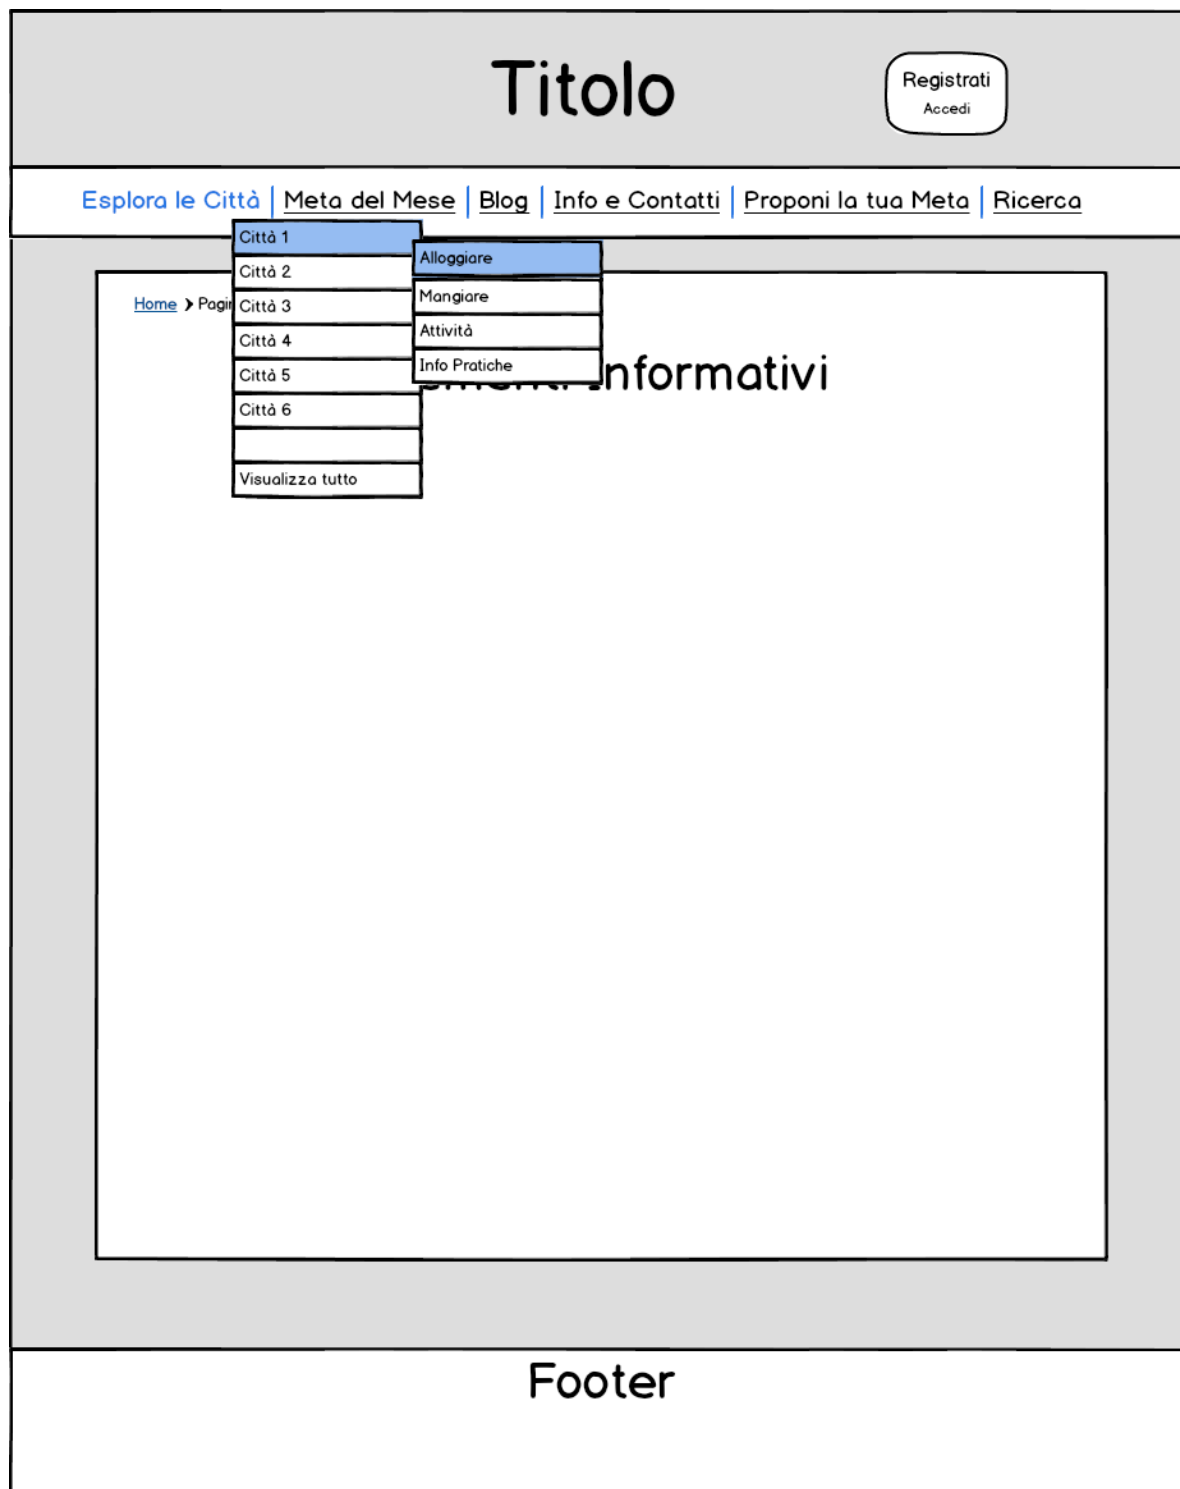 Titolo
Registrati
Accedi
Esplora le Città | Meta del Mese | Blog | Info e Contatti | Proponi la tua Meta | Ricerca
Città 1
Città 2
Città 3
Città 4
Città 5
Città 6
Visualizza tutto
Alloggiare
Mangiare
Attività
Info Pratiche
Home
Informativi
Footer